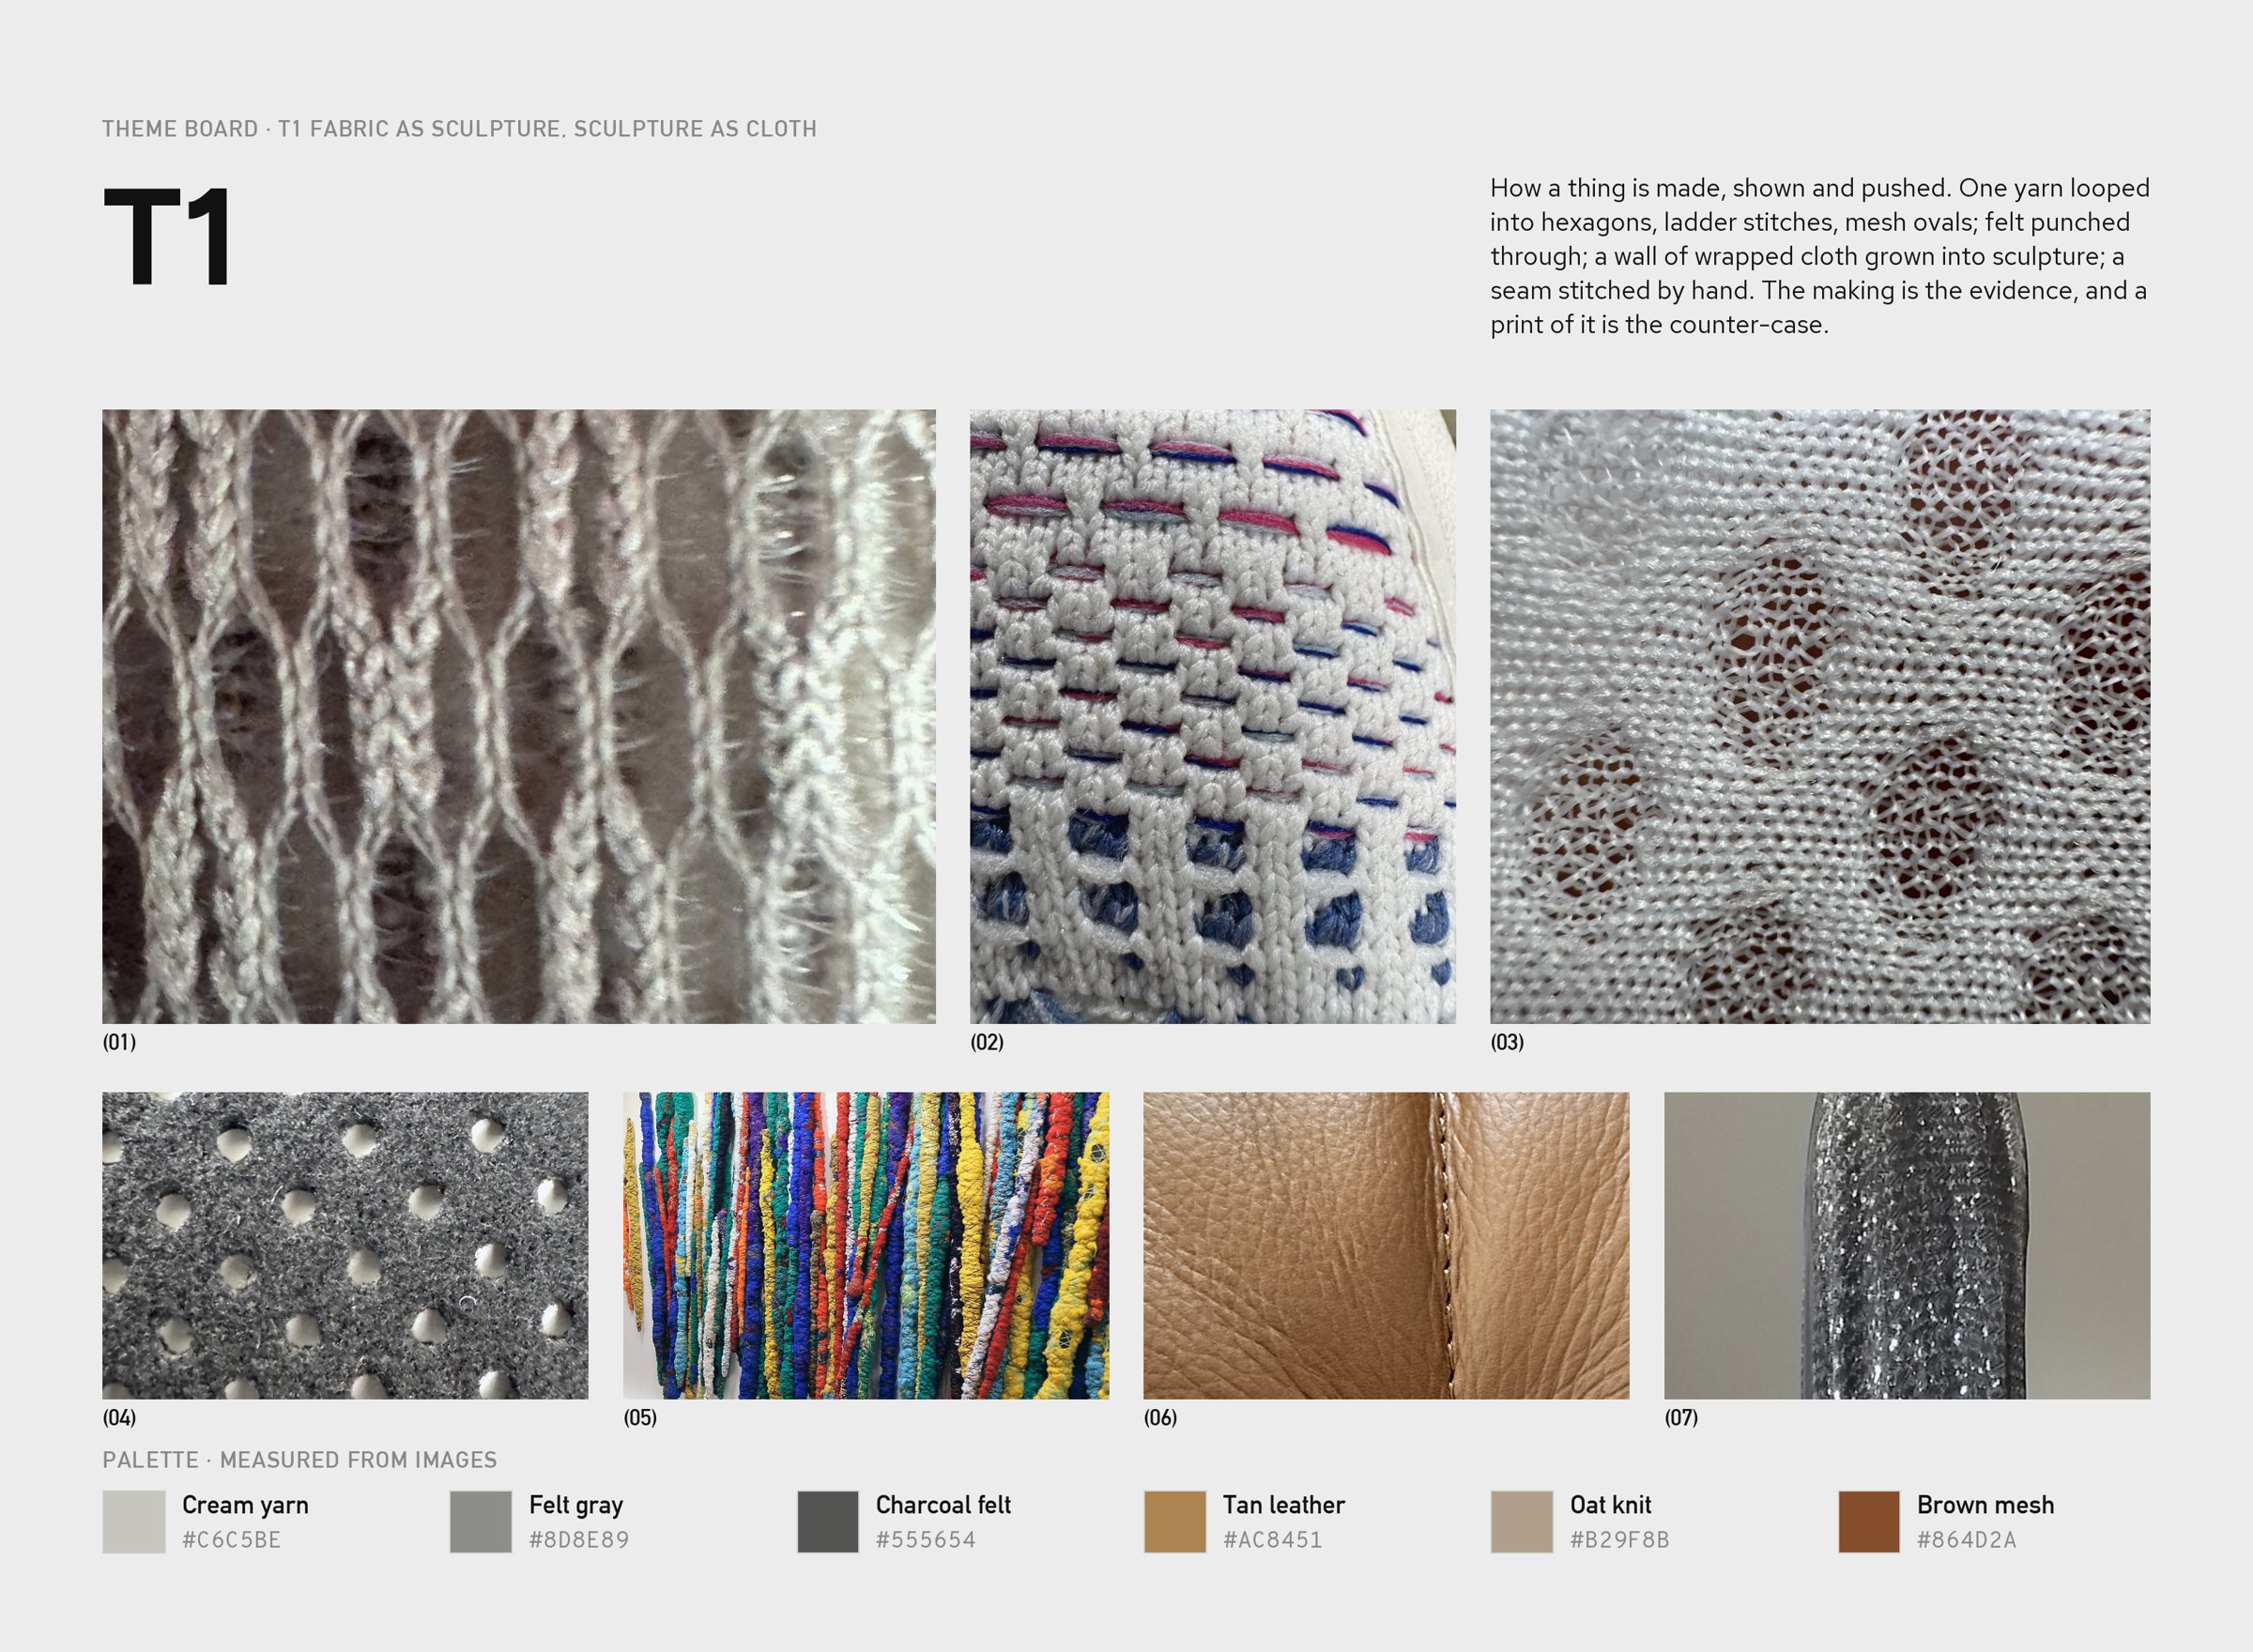 THEME BOARD · T1 FABRIC AS SCULPTURE, SCULPTURE AS CLOTH
T1
How a thing is made, shown and pushed. One yarn looped
into hexagons, ladder stitches, mesh ovals; felt punched
through; a wall of wrapped cloth grown into sculpture; a
seam stitched by hand. The making is the evidence, and a
print of it is the counter-case.
(01)
(02)
(03)
(04)
(05)
(06)
(07)
PALETTE · MEASURED FROM IMAGES
Cream yarn
#C6C5BE
Felt gray
#8D8E89
Charcoal felt
#555654
Tan leather
#AC8451
Oat knit
#B29F8B
Brown mesh
#864D2A